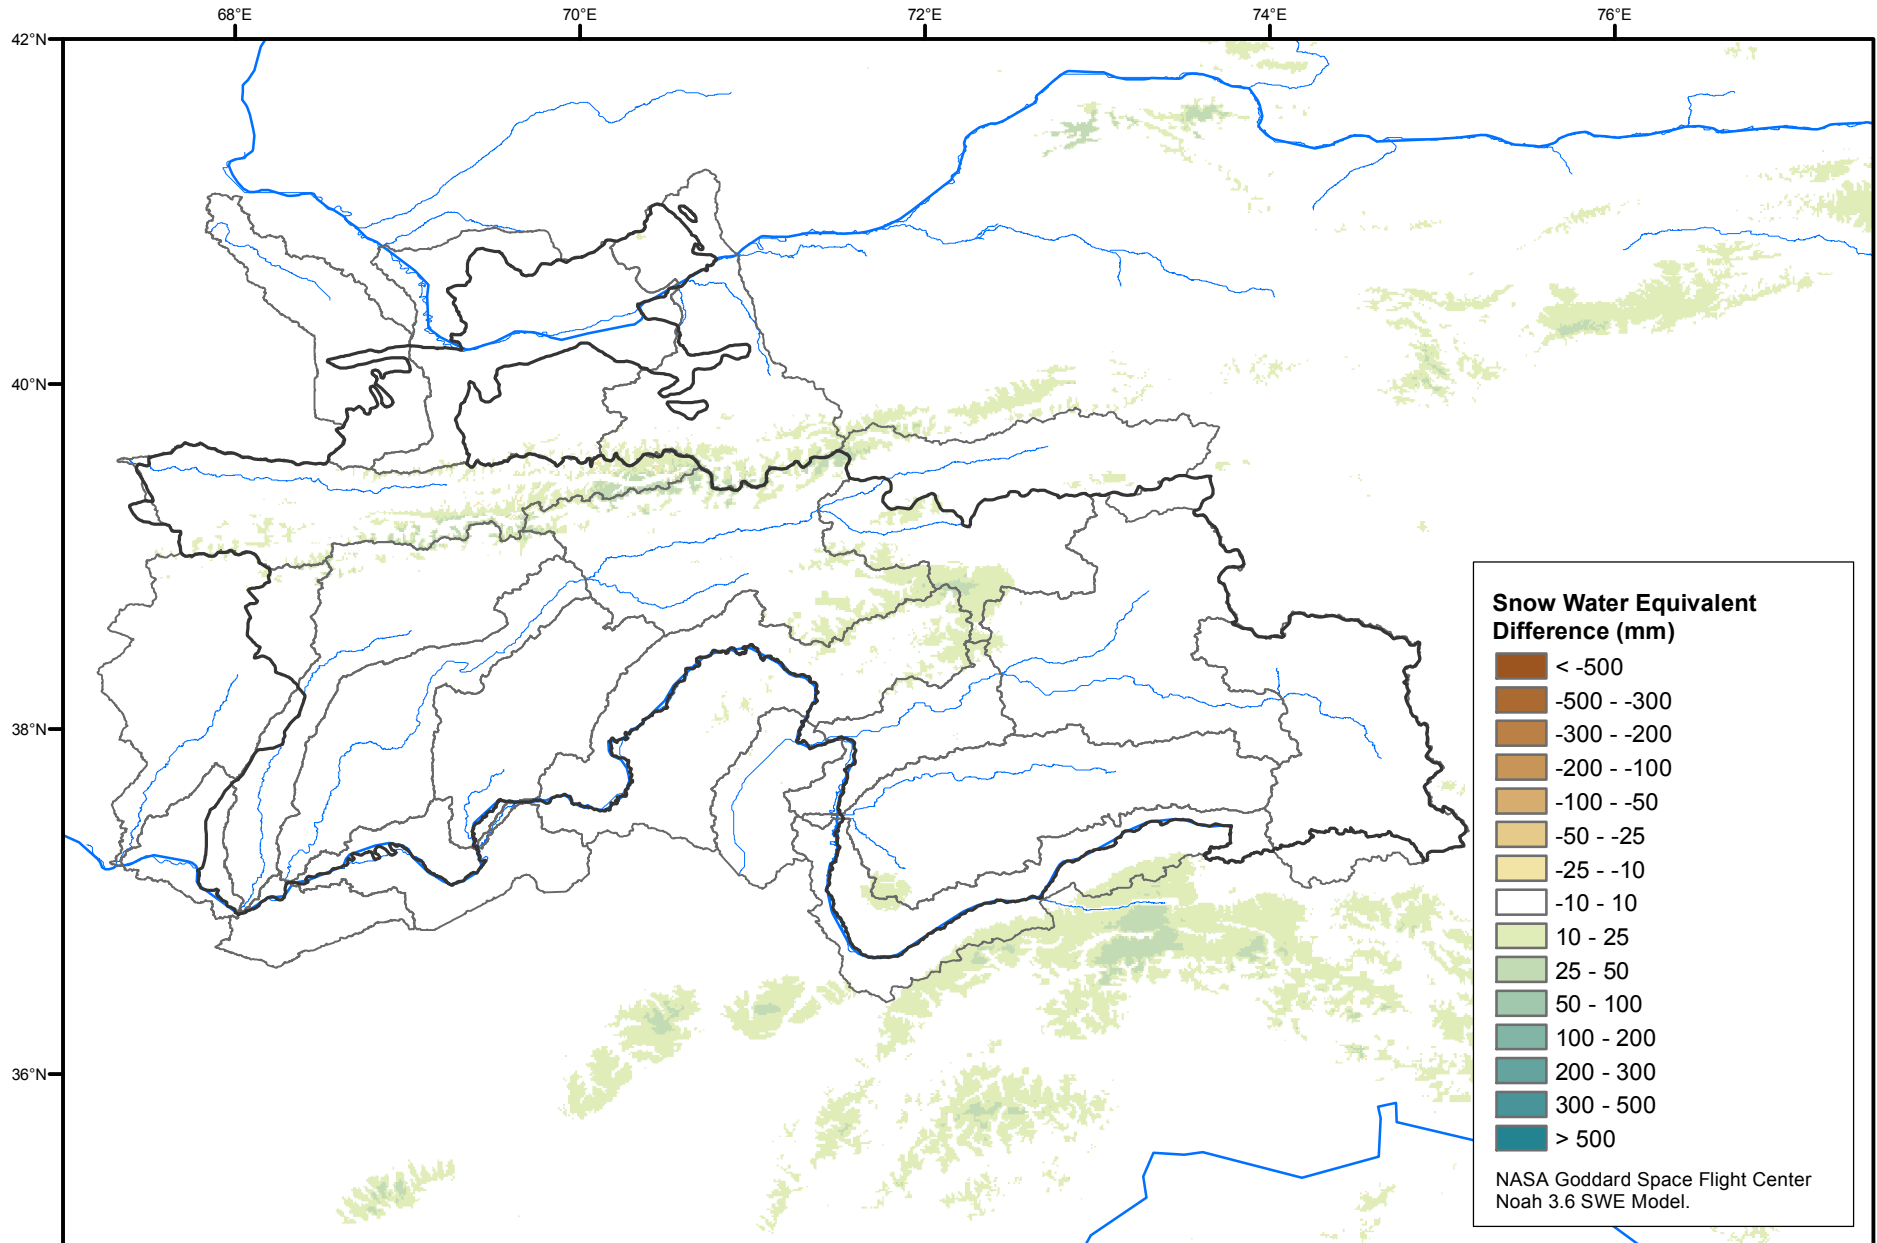 68°E
70°E
72°E
74°E
76°E
42°N
40°N
38°N
36°N
Snow Water Equivalent
Difference (mm)
< -500
-500 - -300
-300 - -200
-200 - -100
-100 - -50
-50 - -25
-25 - -10
-10 - 10
10 - 25
25 - 50
50 - 100
100 - 200
200 - 300
300 - 500
> 500
NASA Goddard Space Flight Center
Noah 3.6 SWE Model.